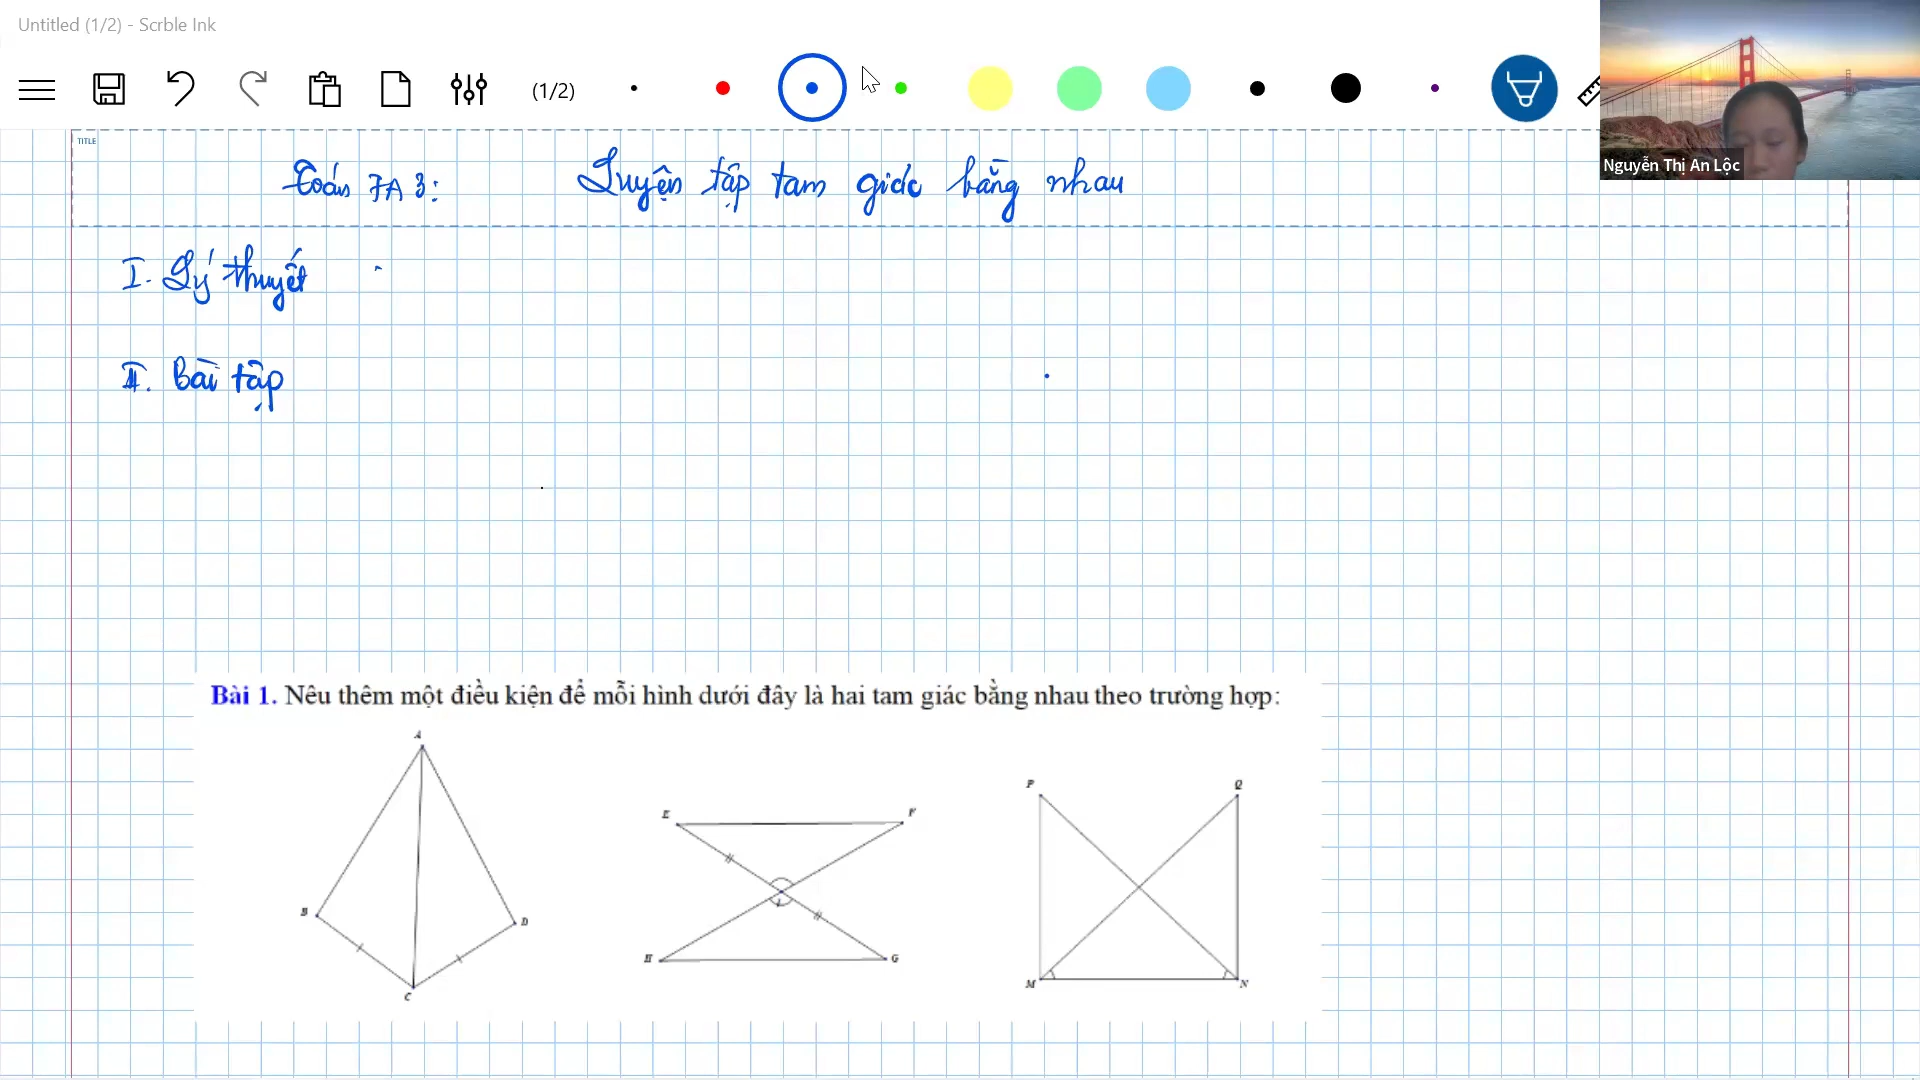 Untitled (1/2) - Scrble Ink
(1/2)
Nguyễn Thị An Lộc
TITLE
Toán 7A3: Luyện tập tam giác bằng nhau
I. Lý thuyết
II. Bài tập
Bài 1. Nêu thêm một điều kiện để mỗi hình dưới đây là hai tam giác bằng nhau theo trường hợp:
A
B
D
C
E
F
H
G
P
Q
M
N